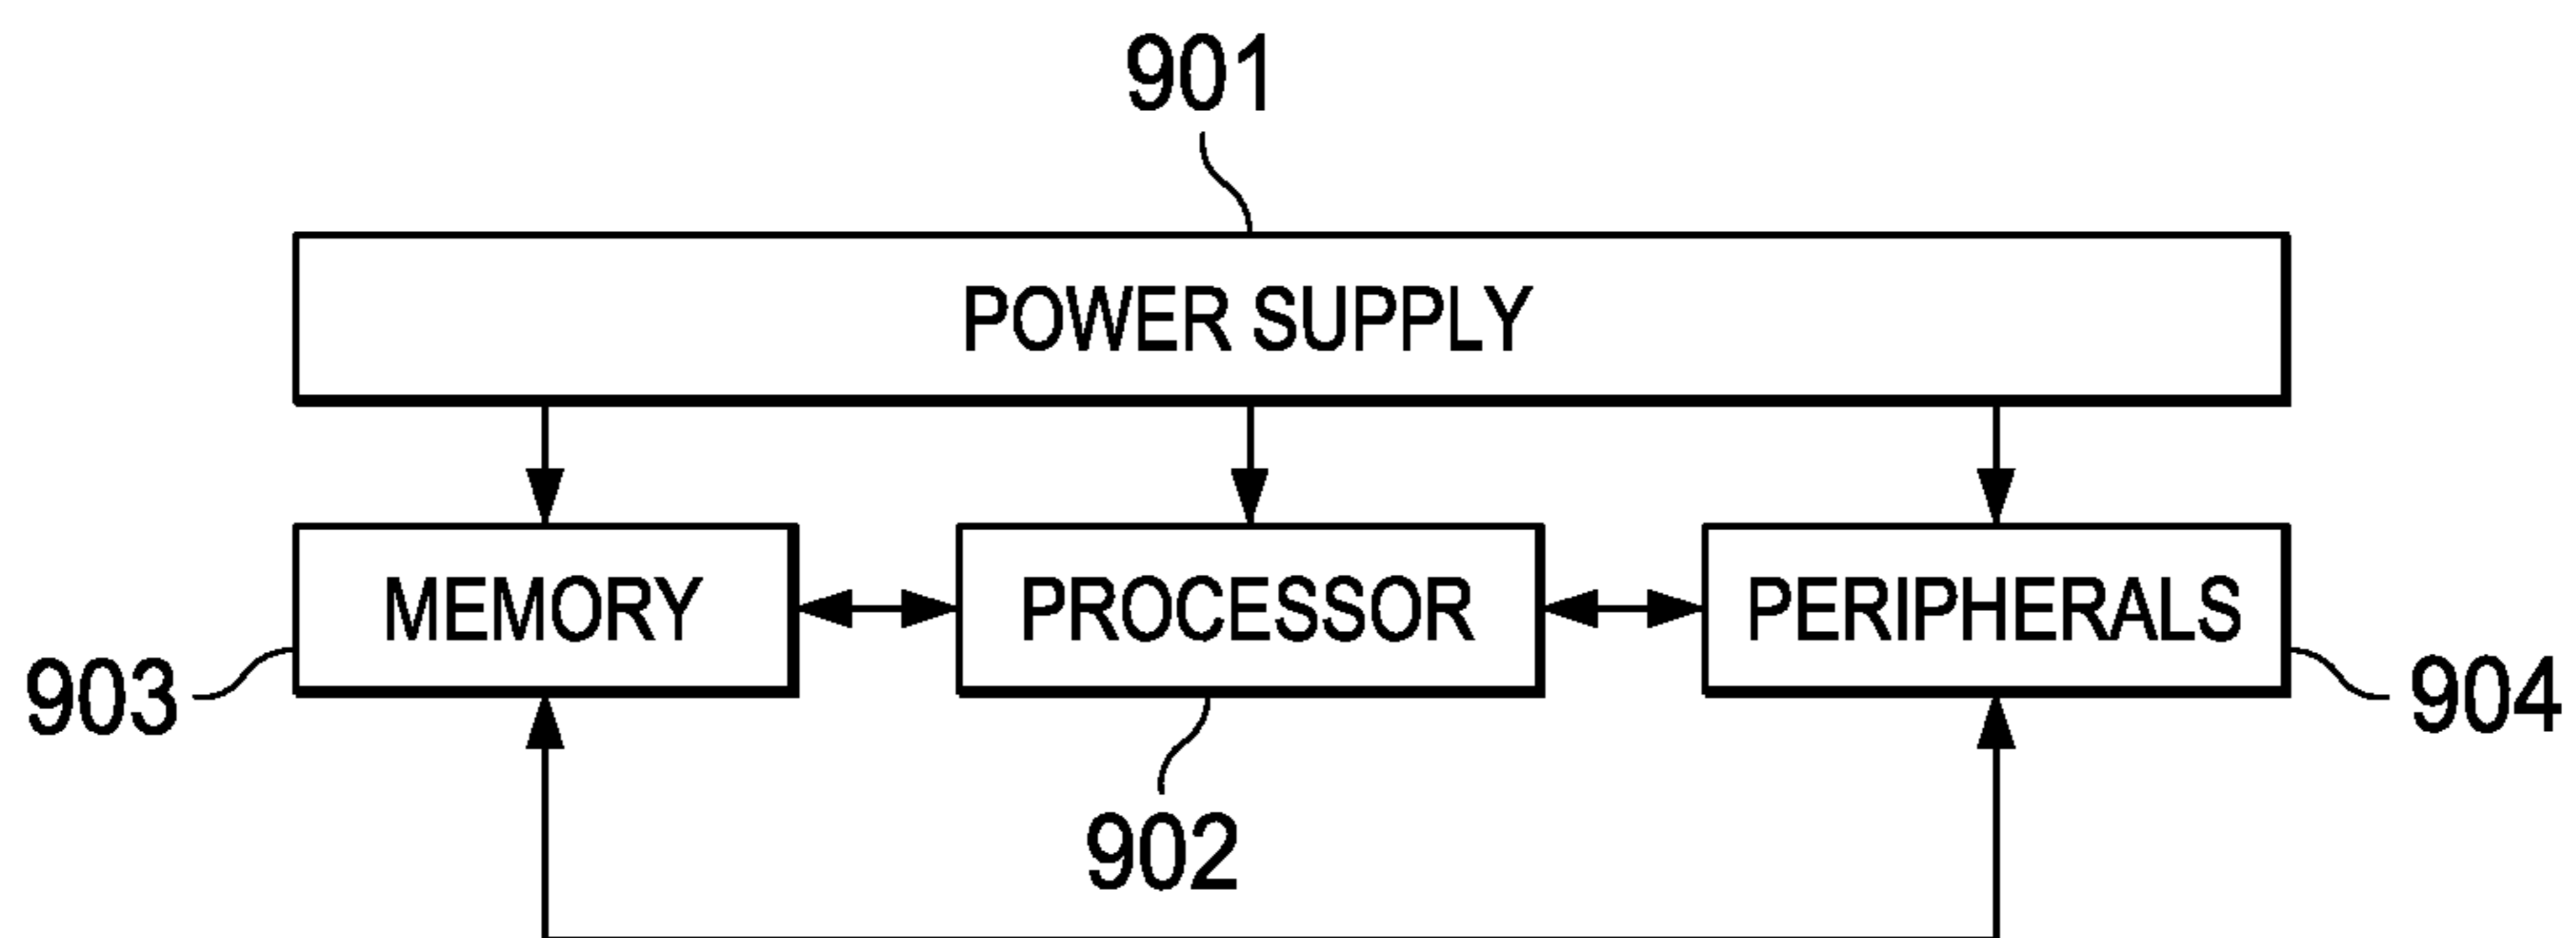 901
POWER SUPPLY
MEMORY
PROCESSOR
PERIPHERALS
903
904
902